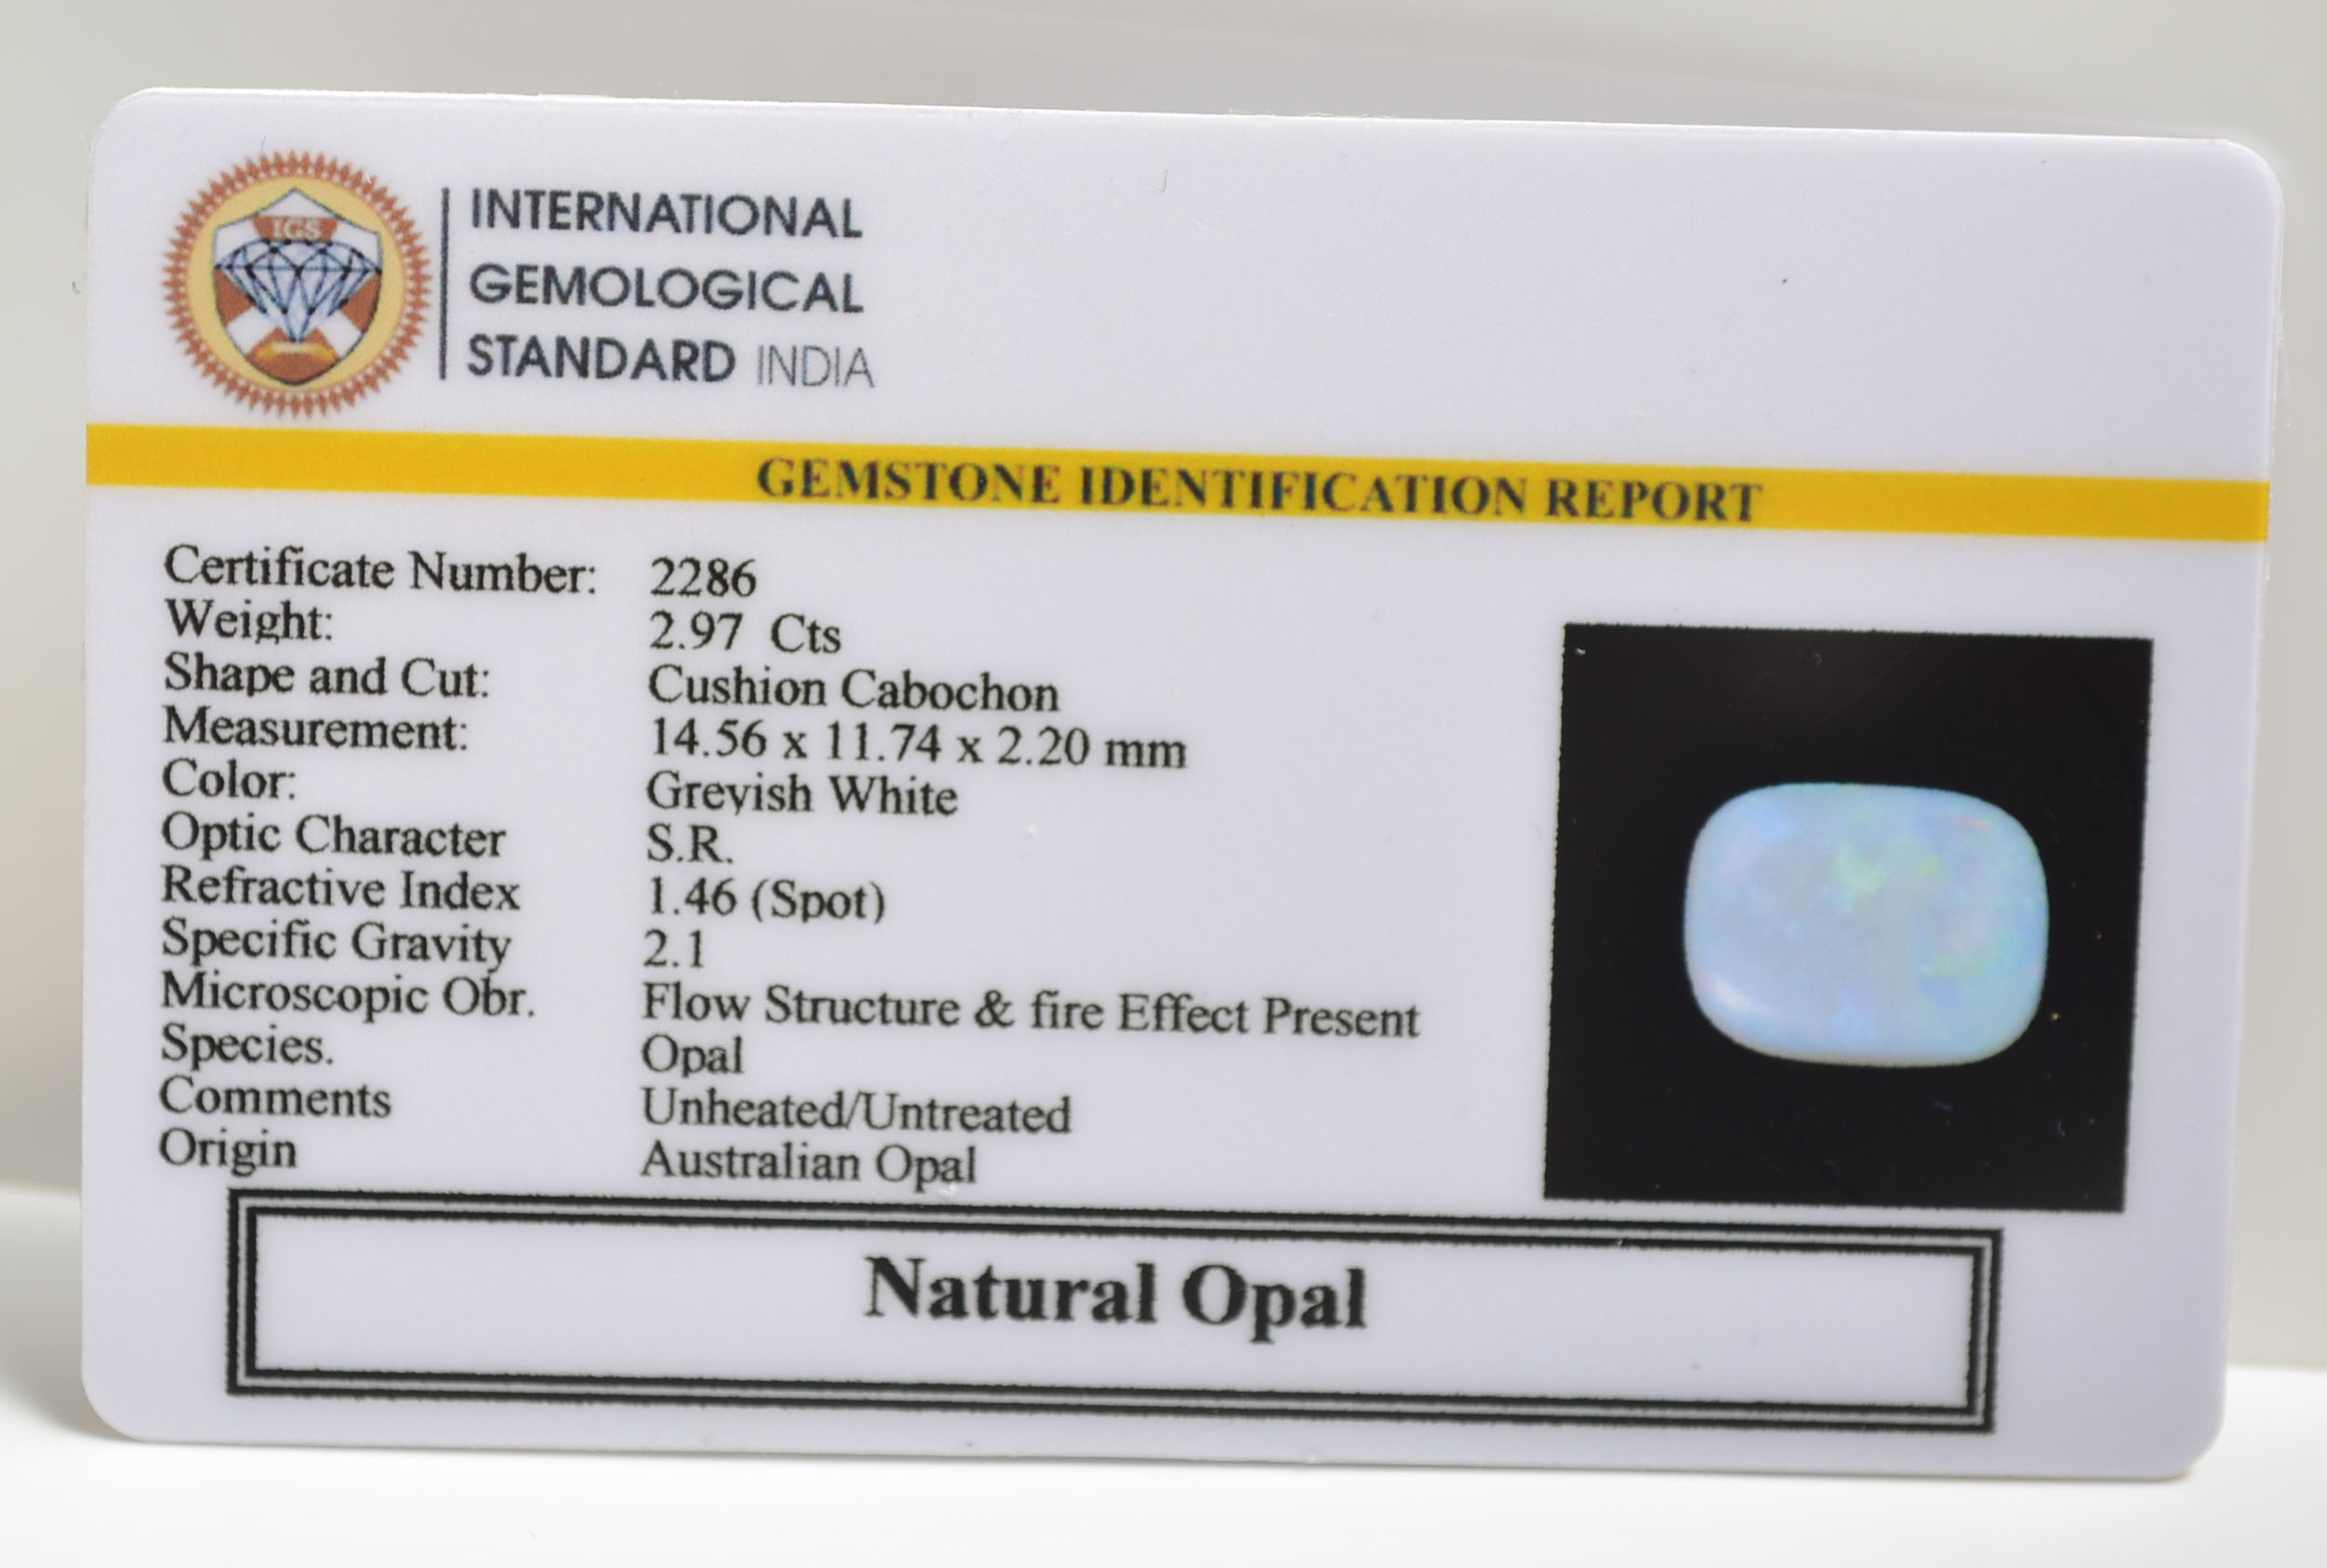 IGS
INTERNATIONAL
GEMOLOGICAL
STANDARD INDIA
GEMSTONE IDENTIFICATION REPORT
Certificate Number: 2286
Weight: 2.97 Cts
Shape and Cut: Cushion Cabochon
Measurement: 14.56 x 11.74 x 2.20 mm
Color: Greyish White
Optic Character S.R.
Refractive Index 1.46 (Spot)
Specific Gravity 2.1
Microscopic Obr. Flow Structure & fire Effect Present
Species. Opal
Comments Unheated/Untreated
Origin Australian Opal
Natural Opal